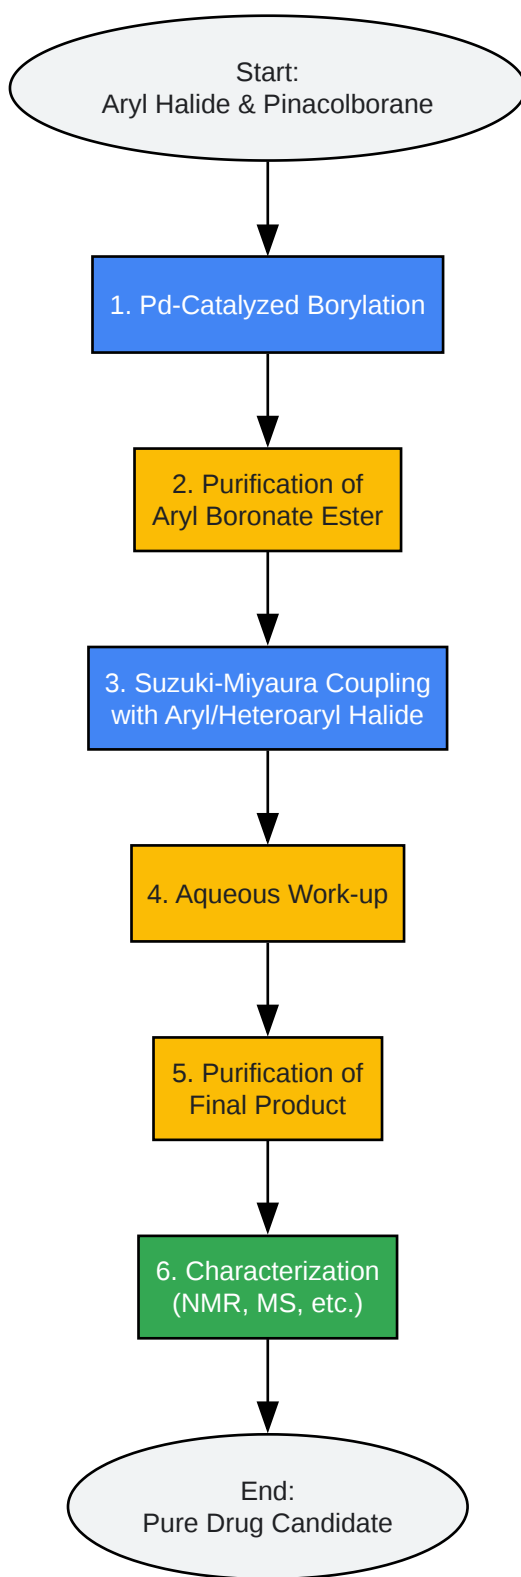 Start:
Aryl Halide & Pinacolborane
1. Pd-Catalyzed Borylation
2. Purification of
Aryl Boronate Ester
3. Suzuki-Miyaura Coupling
with Aryl/Heteroaryl Halide
4. Aqueous Work-up
5. Purification of
Final Product
6. Characterization
(NMR, MS, etc.)
End:
Pure Drug Candidate